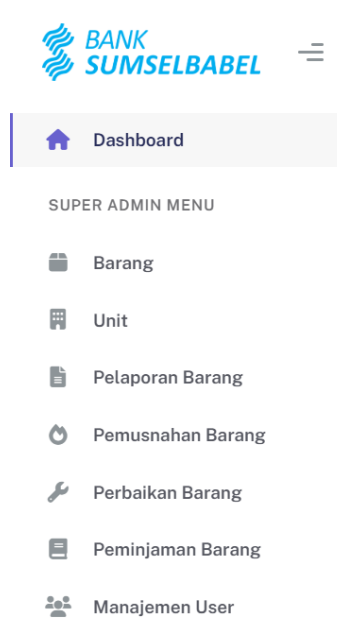 BANK
SUMSELBABEL
Dashboard
SUPER ADMIN MENU
Barang
Unit
Pelaporan Barang
Pemusnahan Barang
Perbaikan Barang
Peminjaman Barang
Manajemen User